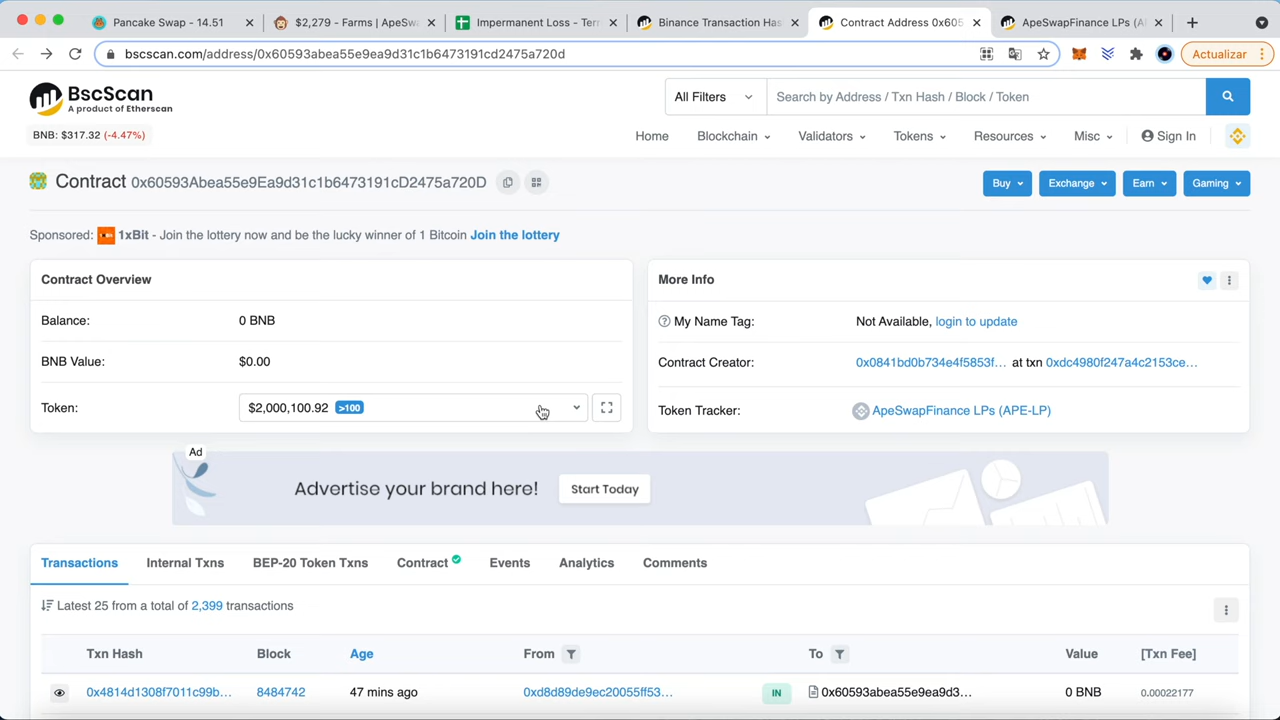 Pancake Swap - 14.51
$2,279 - Farms | ApeSwa
Impermanent Loss - Terr
Binance Transaction Has
Contract Address 0x605
ApeSwapFinance LPs (A
bscscan.com/address/0x60593abea55e9ea9d31c1b6473191cd2475a720d
Actualizar
BscScan
A product of Etherscan
All Filters
Search by Address / Txn Hash / Block / Token
BNB: $317.32 (-4.47%)
Home
Blockchain
Validators
Tokens
Resources
Misc
Sign In
Contract 0x60593Abea55e9Ea9d31c1b6473191cD2475a720D
Buy
Exchange
Earn
Gaming
Sponsored: 1xBit - Join the lottery now and be the lucky winner of 1 Bitcoin Join the lottery
Contract Overview
Balance: 0 BNB
BNB Value: $0.00
Token: $2,000,100.92 >100
More Info
My Name Tag: Not Available, login to update
Contract Creator: 0x0841bd0b734e4f5853f... at txn 0xdc4980f247a4c2153ce...
Token Tracker: ApeSwapFinance LPs (APE-LP)
Ad
Advertise your brand here!
Start Today
Transactions
Internal Txns
BEP-20 Token Txns
Contract
Events
Analytics
Comments
Latest 25 from a total of 2,399 transactions
Txn Hash Block Age From To Value [Txn Fee]
0x4814d1308f7011c99b... 8484742 47 mins ago 0xd8d89de9ec20055ff53... IN 0x60593abea55e9ea9d3... 0 BNB 0.00022177